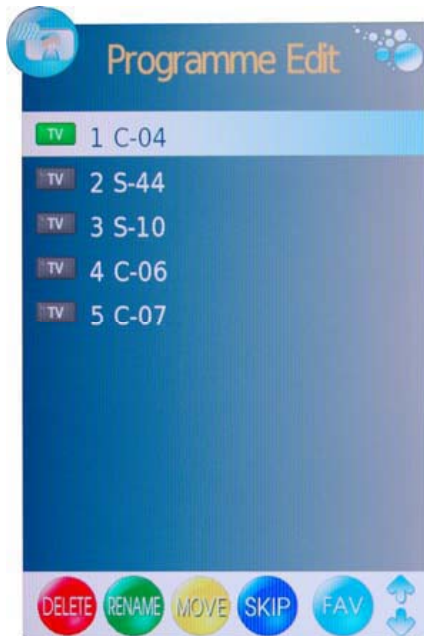 Programme Edit
TV 1 C-04
TV 2 S-44
TV 3 S-10
TV 4 C-06
TV 5 C-07
DELETE RENAME MOVE SKIP FAV